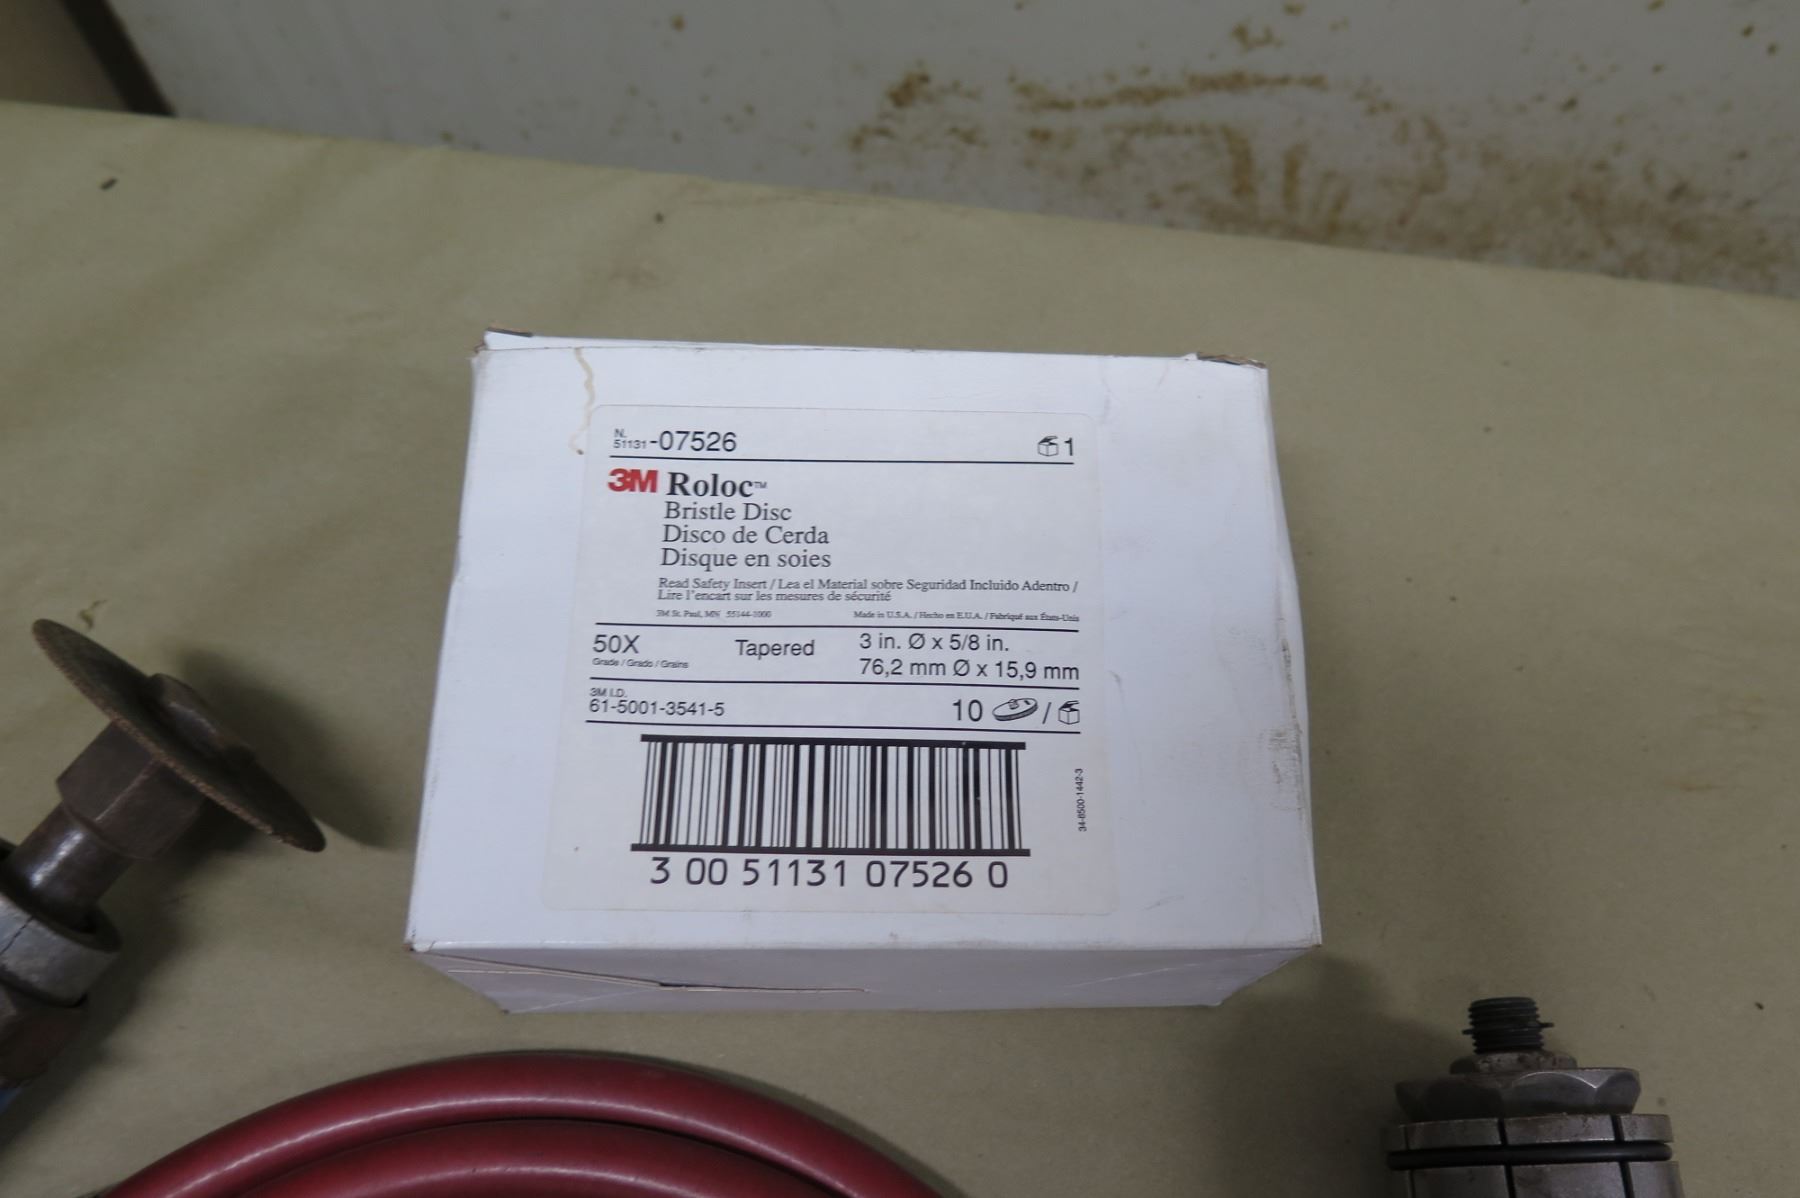 N.
51131-07526 1
3M Roloc™
Bristle Disc
Disco de Cerda
Disque en soies
Read Safety Insert / Lea el Material sobre Seguridad Incluido Adentro /
Lire l'encart sur les mesures de sécurité
3M St. Paul, MN 55144-1000 Made in U.S.A. / Hecho en E.U.A. / Fabriqué aux États-Unis
50X Tapered 3 in. Ø x 5/8 in.
Grade / Grado / Grains 76,2 mm Ø x 15,9 mm
3M I.D.
61-5001-3541-5 10 /
34-8500-1442-3
3 00 51131 07526 0